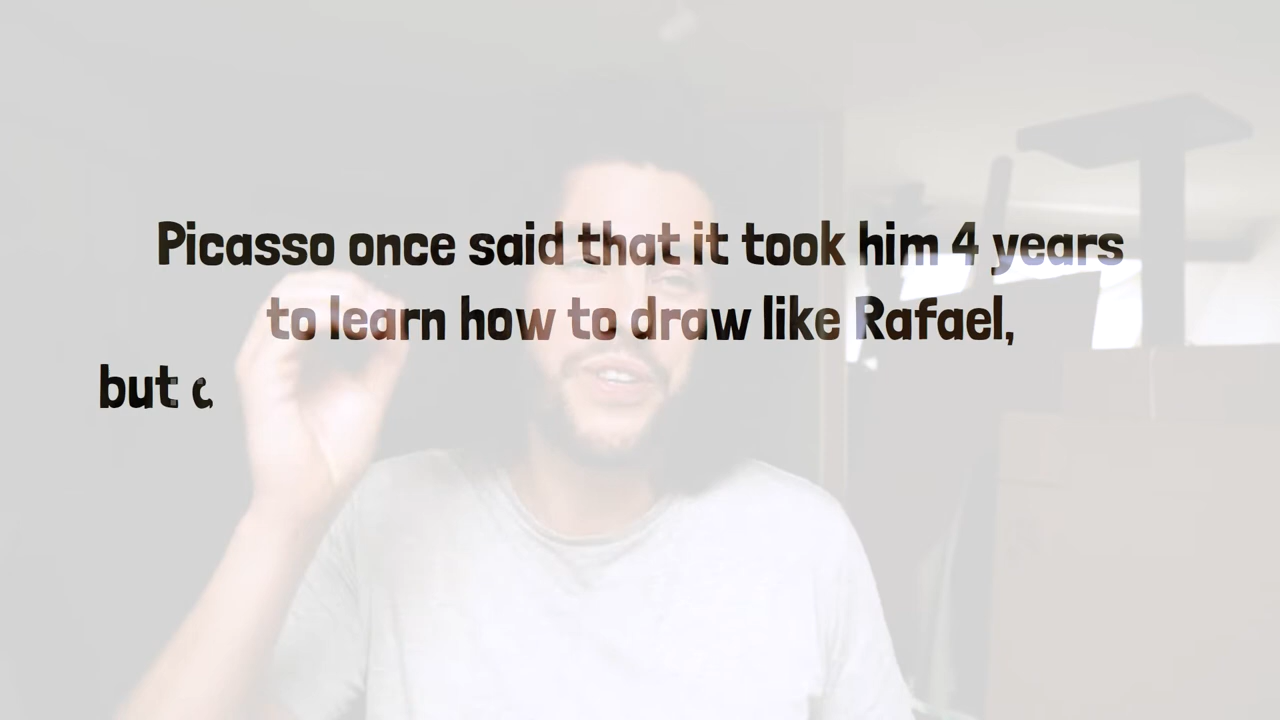 Picasso once said that it took him 4 years
to learn how to draw like Rafael,
but